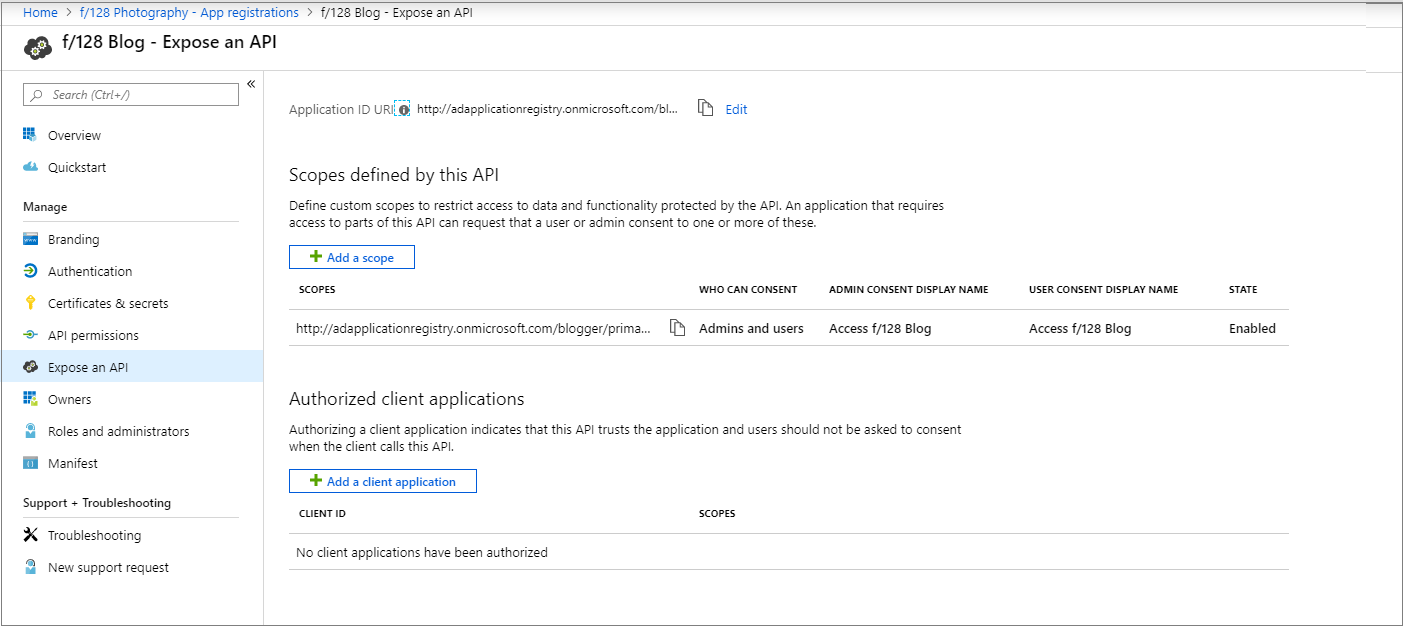 Home > f/128 Photography - App registrations > f/128 Blog - Expose an API
f/128 Blog - Expose an API
«
Search (Ctrl+/)
Overview
Quickstart
Manage
Branding
Authentication
Certificates & secrets
API permissions
Expose an API
Owners
Roles and administrators
Manifest
Support + Troubleshooting
Troubleshooting
New support request
Application ID URI http://adapplicationregistry.onmicrosoft.com/bl... Edit
Scopes defined by this API
Define custom scopes to restrict access to data and functionality protected by the API. An application that requires
access to parts of this API can request that a user or admin consent to one or more of these.
+ Add a scope
SCOPES WHO CAN CONSENT ADMIN CONSENT DISPLAY NAME USER CONSENT DISPLAY NAME STATE
http://adapplicationregistry.onmicrosoft.com/blogger/prima... Admins and users Access f/128 Blog Access f/128 Blog Enabled
Authorized client applications
Authorizing a client application indicates that this API trusts the application and users should not be asked to consent
when the client calls this API.
+ Add a client application
CLIENT ID SCOPES
No client applications have been authorized